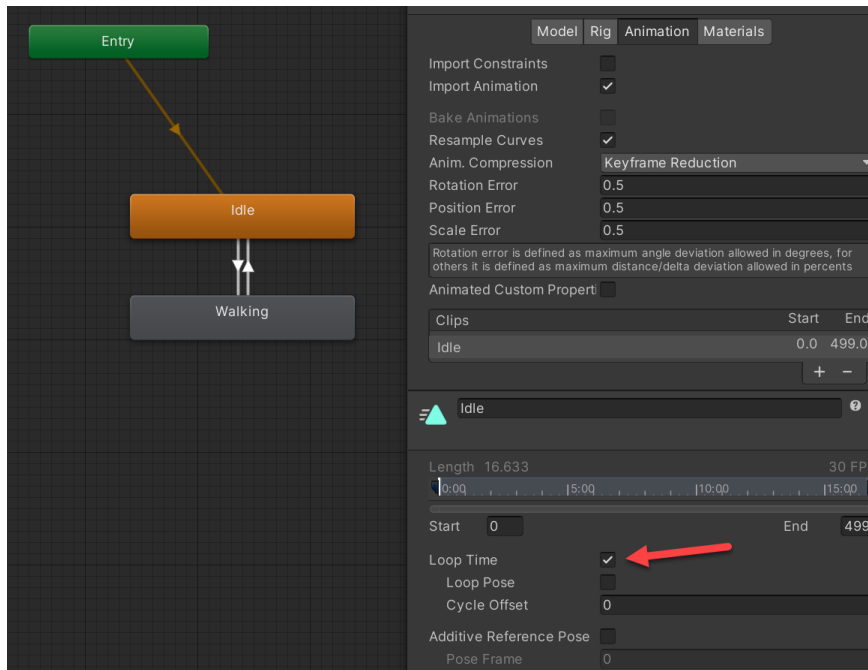 Entry
Idle
Walking
Model Rig Animation Materials
Import Constraints
Import Animation
Bake Animations
Resample Curves
Anim. Compression Keyframe Reduction
Rotation Error 0.5
Position Error 0.5
Scale Error 0.5
Rotation error is defined as maximum angle deviation allowed in degrees, for
others it is defined as maximum distance/delta deviation allowed in percents
Animated Custom Properti
Clips Start End
Idle 0.0 499.0
+ −
Idle
Length 16.633 30 FP
0:00 5:00 10:00 15:00
Start 0 End 499
Loop Time
Loop Pose
Cycle Offset 0
Additive Reference Pose
Pose Frame 0